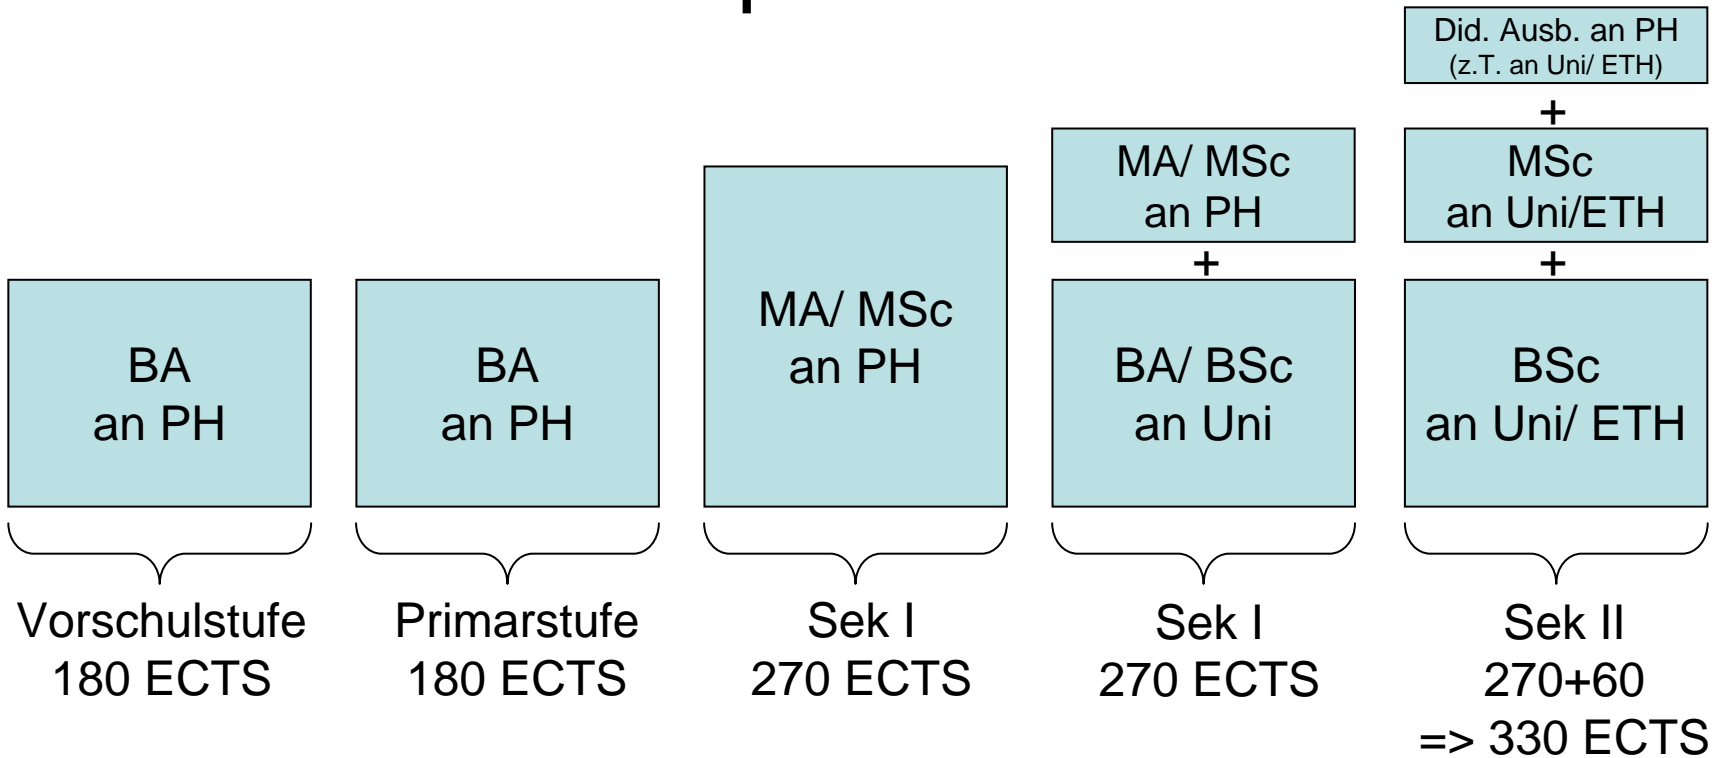 BA
an PH
Vorschulstufe
180 ECTS
BA
an PH
Primarstufe
180 ECTS
MA/ MSc
an PH
Sek I
270 ECTS
MA/ MSc
an PH
+
BA/ BSc
an Uni
Sek I
270 ECTS
Did. Ausb. an PH
(z.T. an Uni/ ETH)
+
MSc
an Uni/ETH
+
BSc
an Uni/ ETH
Sek II
270+60
=> 330 ECTS